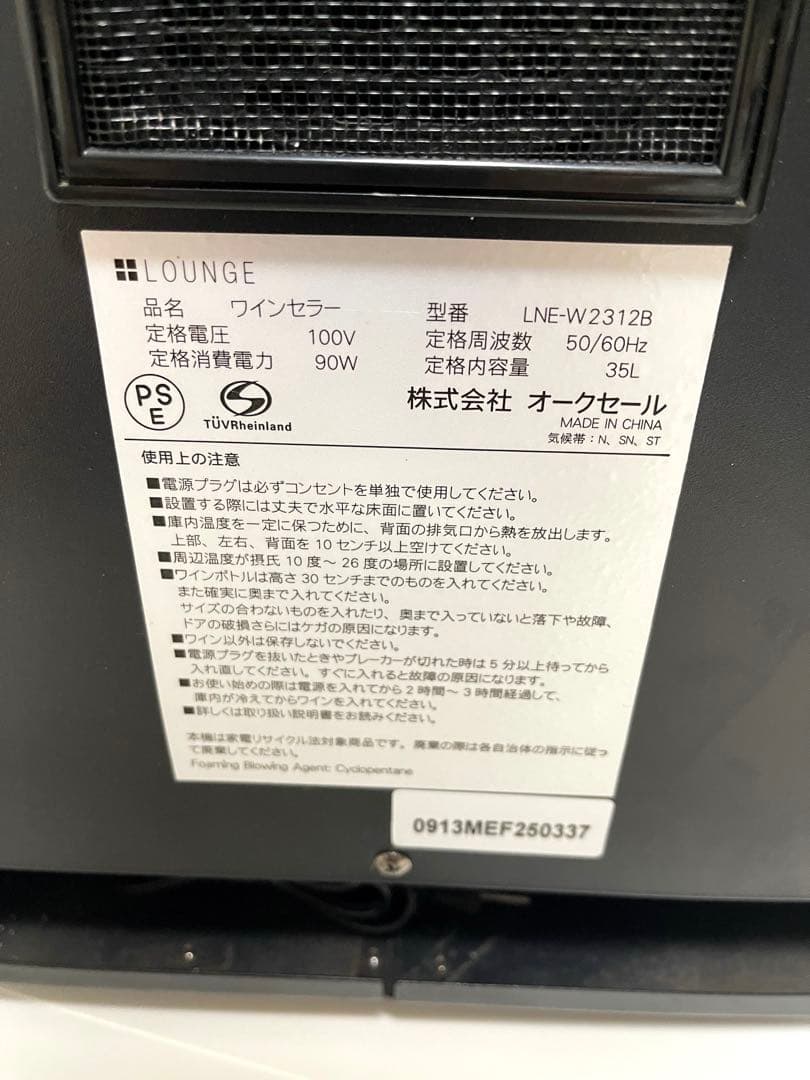 LOUNGE
品名 ワインセラー 型番 LNE-W2312B
定格電圧 100V 定格周波数 50/60Hz
定格消費電力 90W 定格内容量 35L
PS
E
TÜVRheinland
株式会社 オークセール
MADE IN CHINA
気候帯：N、SN、ST
使用上の注意
■電源プラグは必ずコンセントを単独で使用してください。
■設置する際には丈夫で水平な床面に置いてください。
■庫内温度を一定に保つために、背面の排気口から熱を放出します。
上部、左右、背面を10センチ以上空けてください。
■周辺温度が摂氏10度～26度の場所に設置してください。
■ワインボトルは高さ30センチまでのものを入れてください。
また確実に奥まで入れてください。
サイズの合わないものを入れたり、奥まで入っていないと落下や故障、
ドアの破損さらにはケガの原因になります。
■ワイン以外は保存しないでください。
■電源プラグを抜いたときやブレーカーが切れた時は5分以上待ってから
入れ直してください。すぐに入れると故障の原因になります。
■お使い始めの際は電源を入れてから2時間～3時間経過して、
庫内が冷えてからワインを入れてください。
■詳しくは取り扱い説明書をお読みください。
本機は家電リサイクル法対象商品です。廃棄の際は各自治体の指示に従っ
て廃棄してください。
Foaming Blowing Agent: Cyclopentane
0913MEF250337